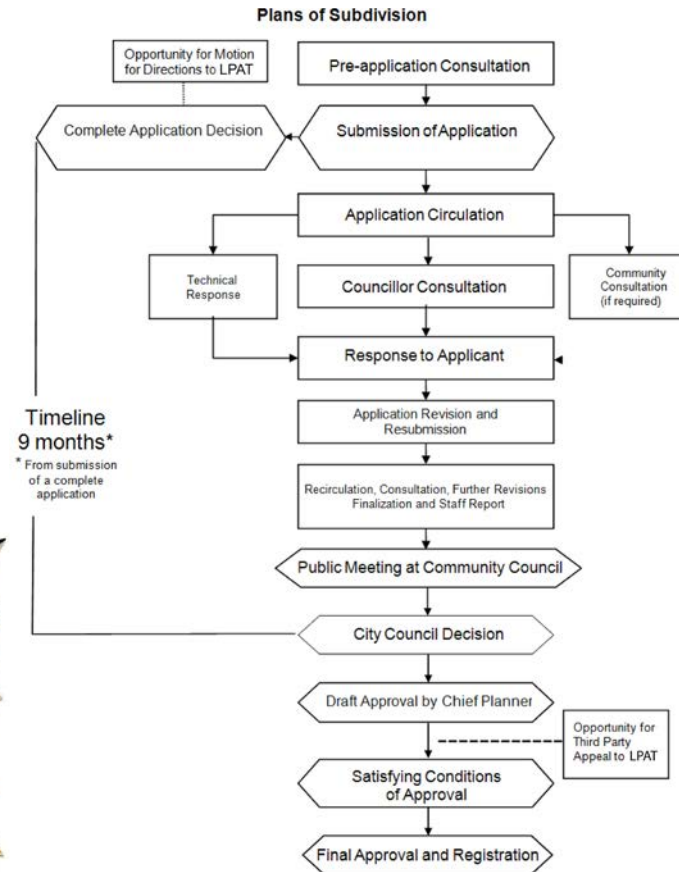 Plans of Subdivision
Opportunity for Motion
for Directions to LPAT
Pre-application Consultation
Complete Application Decision
Submission of Application
Application Circulation
Technical
Response
Councillor Consultation
Community
Consultation
(if required)
Response to Applicant
Application Revision and
Resubmission
Timeline
9 months*
* From submission
of a complete
application
Recirculation, Consultation, Further Revisions
Finalization and Staff Report
Public Meeting at Community Council
City Council Decision
Draft Approval by Chief Planner
Opportunity for
Third Party
Appeal to LPAT
Satisfying Conditions
of Approval
Final Approval and Registration